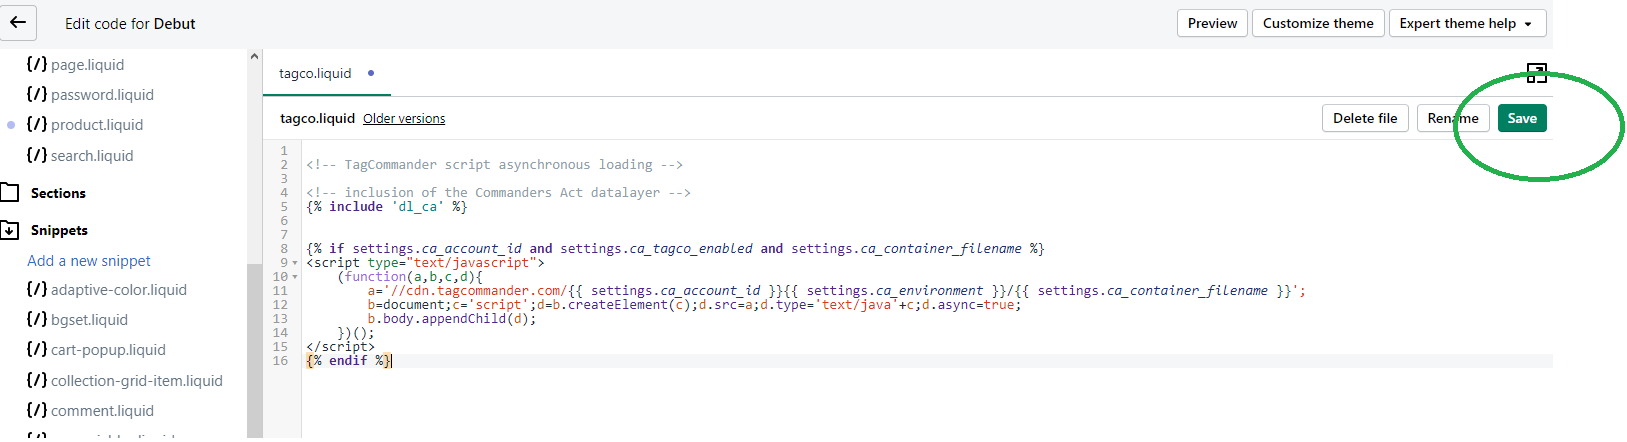 Edit code for Debut
Preview
Customize theme
Expert theme help
{/} page.liquid
{/} password.liquid
{/} product.liquid
{/} search.liquid
Sections
Snippets
Add a new snippet
{/} adaptive-color.liquid
{/} bgset.liquid
{/} cart-popup.liquid
{/} collection-grid-item.liquid
{/} comment.liquid
tagco.liquid
tagco.liquid Older versions
Delete file
Rename
Save
1
2 <!-- TagCommander script asynchronous loading -->
3
4 <!-- inclusion of the Commanders Act datalayer -->
5 {% include 'dl_ca' %}
6
7
8 {% if settings.ca_account_id and settings.ca_tagco_enabled and settings.ca_container_filename %}
9 <script type="text/javascript">
10 (function(a,b,c,d){
11 a='//cdn.tagcommander.com/{{ settings.ca_account_id }}{{ settings.ca_environment }}/{{ settings.ca_container_filename }}';
12 b=document;c='script';d=b.createElement(c);d.src=a;d.type='text/java'+c;d.async=true;
13 b.body.appendChild(d);
14 })();
15 </script>
16 {% endif %}